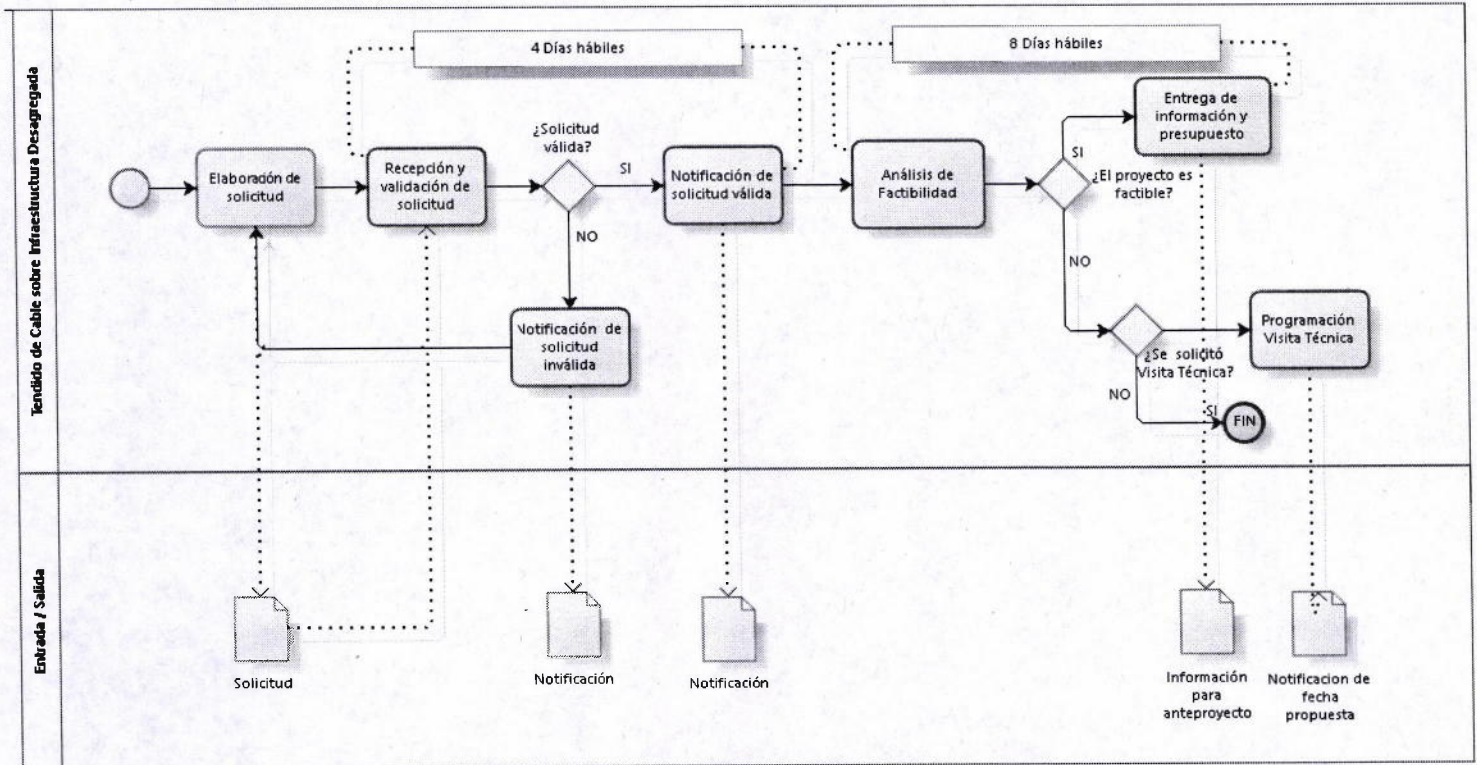 Tendido de Cable sobre Infraestructura Desagregada
4 Días hábiles
8 Días hábiles
Elaboración de
solicitud
Recepción y
validación de
solicitud
¿Solicitud
válida?
SI
NO
Notificación de
solicitud válida
Notificación de
solicitud
inválida
Análisis de
Factibilidad
SI
¿El proyecto es
factible?
NO
Entrega de
información y
presupuesto
¿Se solicitó
Visita Técnica?
NO
SI
Programación
Visita Técnica
FIN
Entrada / Salida
Solicitud
Notificación
Notificación
Información
para
anteproyecto
Notificacion de
fecha
propuesta